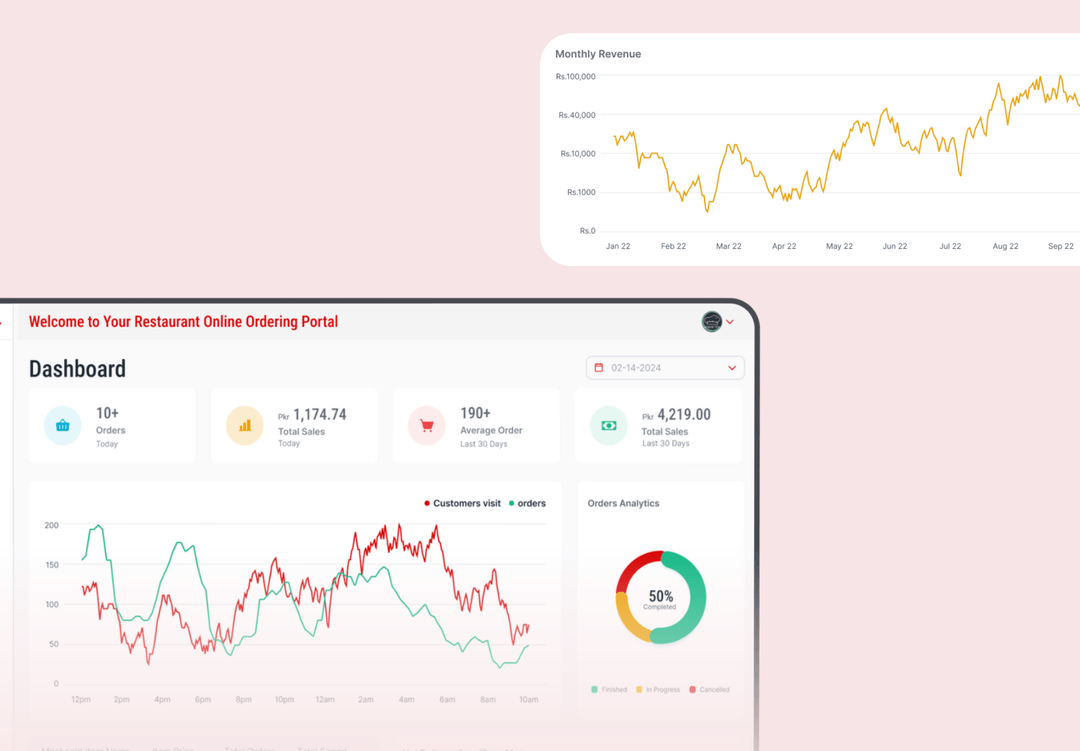 Monthly Revenue
Rs.100,000
Rs.40,000
Rs.10,000
Rs.1000
Rs.0
Jan 22 Feb 22 Mar 22 Apr 22 May 22 Jun 22 Jul 22 Aug 22 Sep 22
Welcome to Your Restaurant Online Ordering Portal
Dashboard
02-14-2024
10+
Orders
Today
Pkr 1,174.74
Total Sales
Today
190+
Average Order
Last 30 Days
Pkr 4,219.00
Total Sales
Last 30 Days
Customers visit orders
200
150
100
50
0
12pm 2pm 4pm 6pm 8pm 10pm 12am 2am 4am 6am 8am 10am
Orders Analytics
50%
Completed
Finished In Progress Cancelled